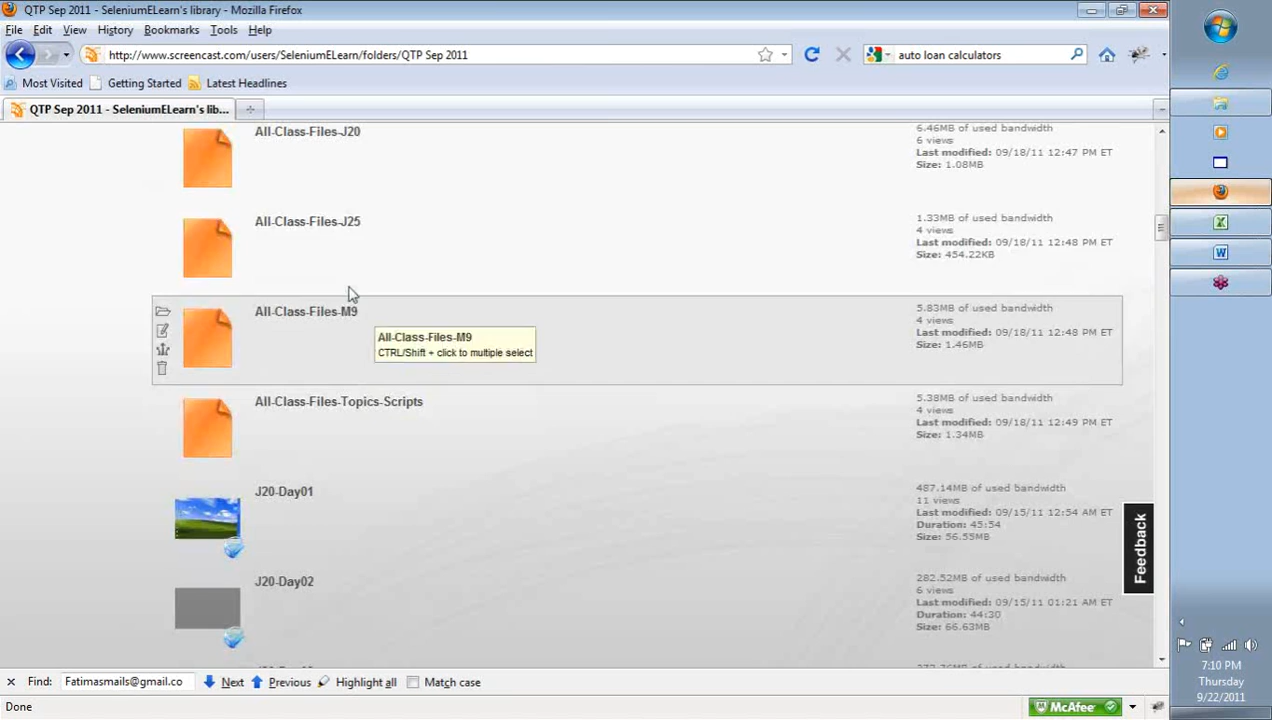 QTP Sep 2011 - SeleniumELearn's library - Mozilla Firefox
File Edit View History Bookmarks Tools Help
http://www.screencast.com/users/SeleniumELearn/folders/QTP Sep 2011
auto loan calculators
Most Visited Getting Started Latest Headlines
QTP Sep 2011 - SeleniumELearn's lib...
All-Class-Files-J20
6.46MB of used bandwidth
6 views
Last modified: 09/18/11 12:47 PM ET
Size: 1.08MB
All-Class-Files-J25
1.33MB of used bandwidth
4 views
Last modified: 09/18/11 12:48 PM ET
Size: 454.22KB
All-Class-Files-M9
5.83MB of used bandwidth
4 views
Last modified: 09/18/11 12:48 PM ET
Size: 1.46MB
All-Class-Files-M9
CTRL/Shift + click to multiple select
All-Class-Files-Topics-Scripts
5.38MB of used bandwidth
4 views
Last modified: 09/18/11 12:49 PM ET
Size: 1.34MB
J20-Day01
487.14MB of used bandwidth
11 views
Last modified: 09/15/11 12:54 AM ET
Duration: 45:54
Size: 56.55MB
J20-Day02
282.52MB of used bandwidth
6 views
Last modified: 09/15/11 01:21 AM ET
Duration: 44:30
Size: 66.63MB
Feedback
Find: Fatimasmails@gmail.co Next Previous Highlight all Match case
Done
McAfee
7:10 PM
Thursday
9/22/2011